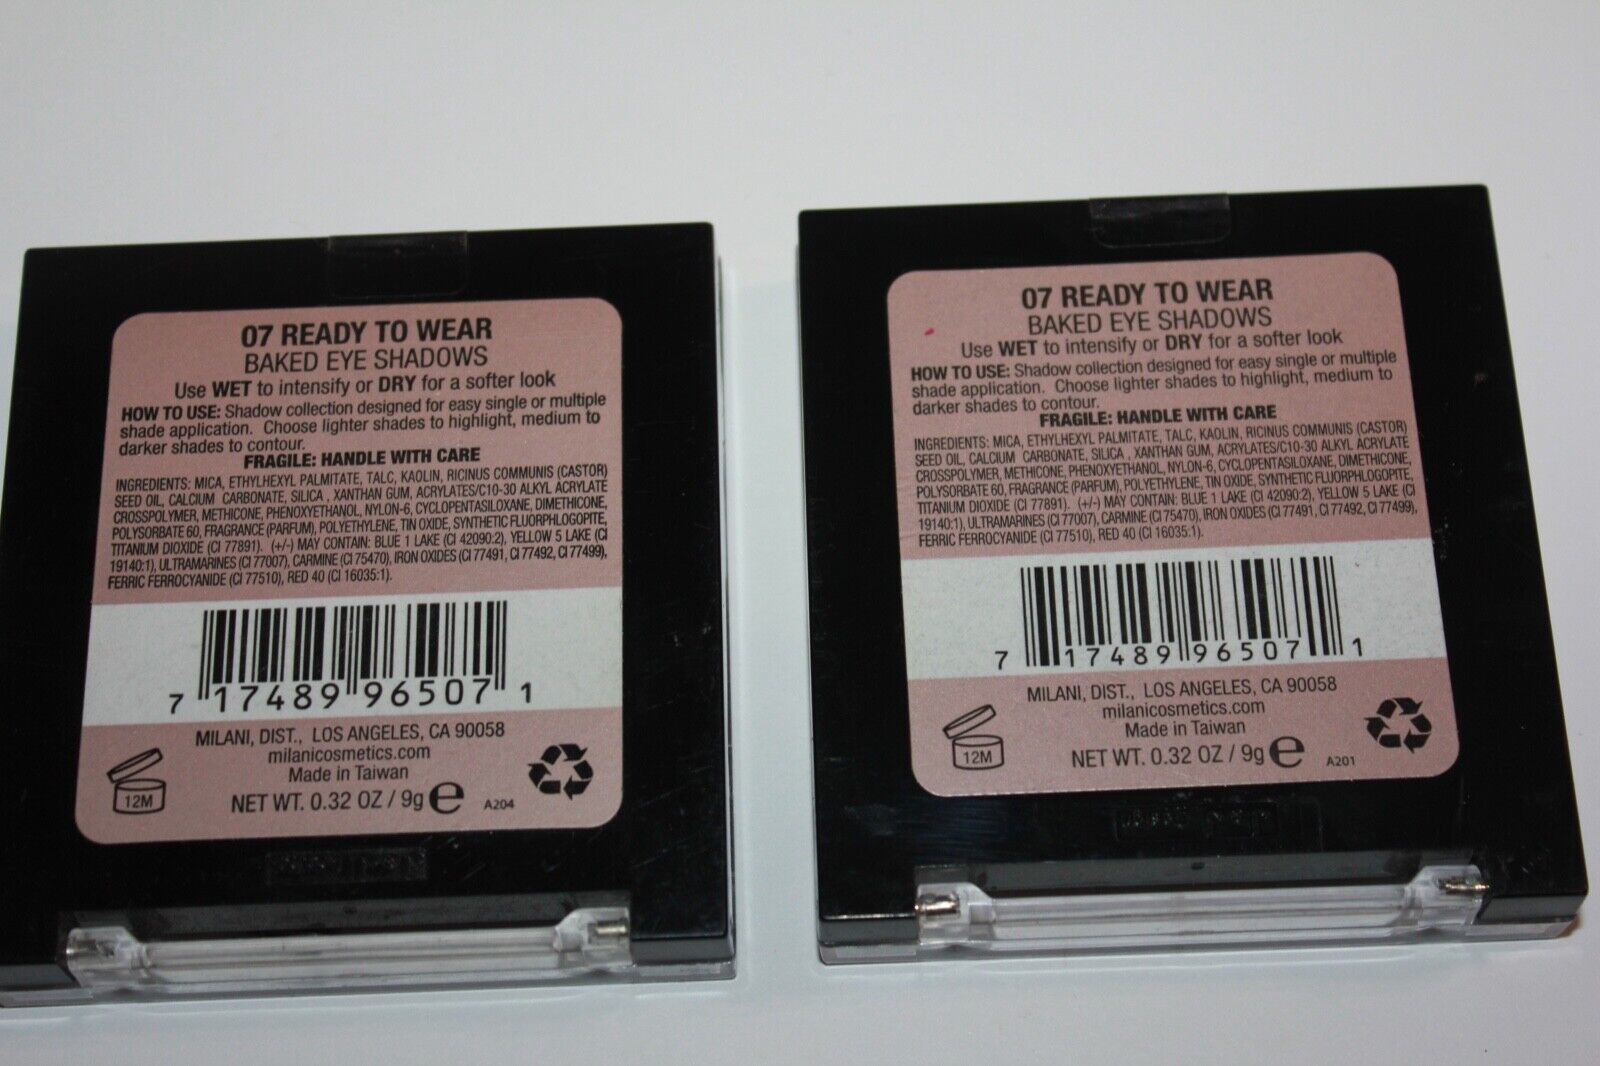 07 READY TO WEAR
BAKED EYE SHADOWS
Use WET to intensify or DRY for a softer look
HOW TO USE: Shadow collection designed for easy single or multiple
shade application. Choose lighter shades to highlight, medium to
darker shades to contour.
FRAGILE: HANDLE WITH CARE
INGREDIENTS: MICA, ETHYLHEXYL PALMITATE, TALC, KAOLIN, RICINUS COMMUNIS (CASTOR)
SEED OIL, CALCIUM CARBONATE, SILICA , XANTHAN GUM, ACRYLATES/C10-30 ALKYL ACRYLATE
CROSSPOLYMER, METHICONE, PHENOXYETHANOL, NYLON-6, CYCLOPENTASILOXANE, DIMETHICONE,
POLYSORBATE 60, FRAGRANCE (PARFUM), POLYETHYLENE, TIN OXIDE, SYNTHETIC FLUORPHLOGOPITE,
TITANIUM DIOXIDE (CI 77891). (+/-) MAY CONTAIN: BLUE 1 LAKE (CI 42090:2), YELLOW 5 LAKE (CI
19140:1), ULTRAMARINES (CI 77007), CARMINE (CI 75470), IRON OXIDES (CI 77491, CI 77492, CI 77499),
FERRIC FERROCYANIDE (CI 77510), RED 40 (CI 16035:1).
7 17489 96507 1
MILANI, DIST., LOS ANGELES, CA 90058
milanicosmetics.com
Made in Taiwan
12M
NET WT. 0.32 OZ / 9g e
A204
07 READY TO WEAR
BAKED EYE SHADOWS
Use WET to intensify or DRY for a softer look
HOW TO USE: Shadow collection designed for easy single or multiple
shade application. Choose lighter shades to highlight, medium to
darker shades to contour.
FRAGILE: HANDLE WITH CARE
INGREDIENTS: MICA, ETHYLHEXYL PALMITATE, TALC, KAOLIN, RICINUS COMMUNIS (CASTOR)
SEED OIL, CALCIUM CARBONATE, SILICA , XANTHAN GUM, ACRYLATES/C10-30 ALKYL ACRYLATE
CROSSPOLYMER, METHICONE, PHENOXYETHANOL, NYLON-6, CYCLOPENTASILOXANE, DIMETHICONE,
POLYSORBATE 60, FRAGRANCE (PARFUM), POLYETHYLENE, TIN OXIDE, SYNTHETIC FLUORPHLOGOPITE,
TITANIUM DIOXIDE (CI 77891). (+/-) MAY CONTAIN: BLUE 1 LAKE (CI 42090:2), YELLOW 5 LAKE (CI
19140:1), ULTRAMARINES (CI 77007), CARMINE (CI 75470), IRON OXIDES (CI 77491, CI 77492, CI 77499),
FERRIC FERROCYANIDE (CI 77510), RED 40 (CI 16035:1).
7 17489 96507 1
MILANI, DIST., LOS ANGELES, CA 90058
milanicosmetics.com
Made in Taiwan
12M
NET WT. 0.32 OZ / 9g e
A201